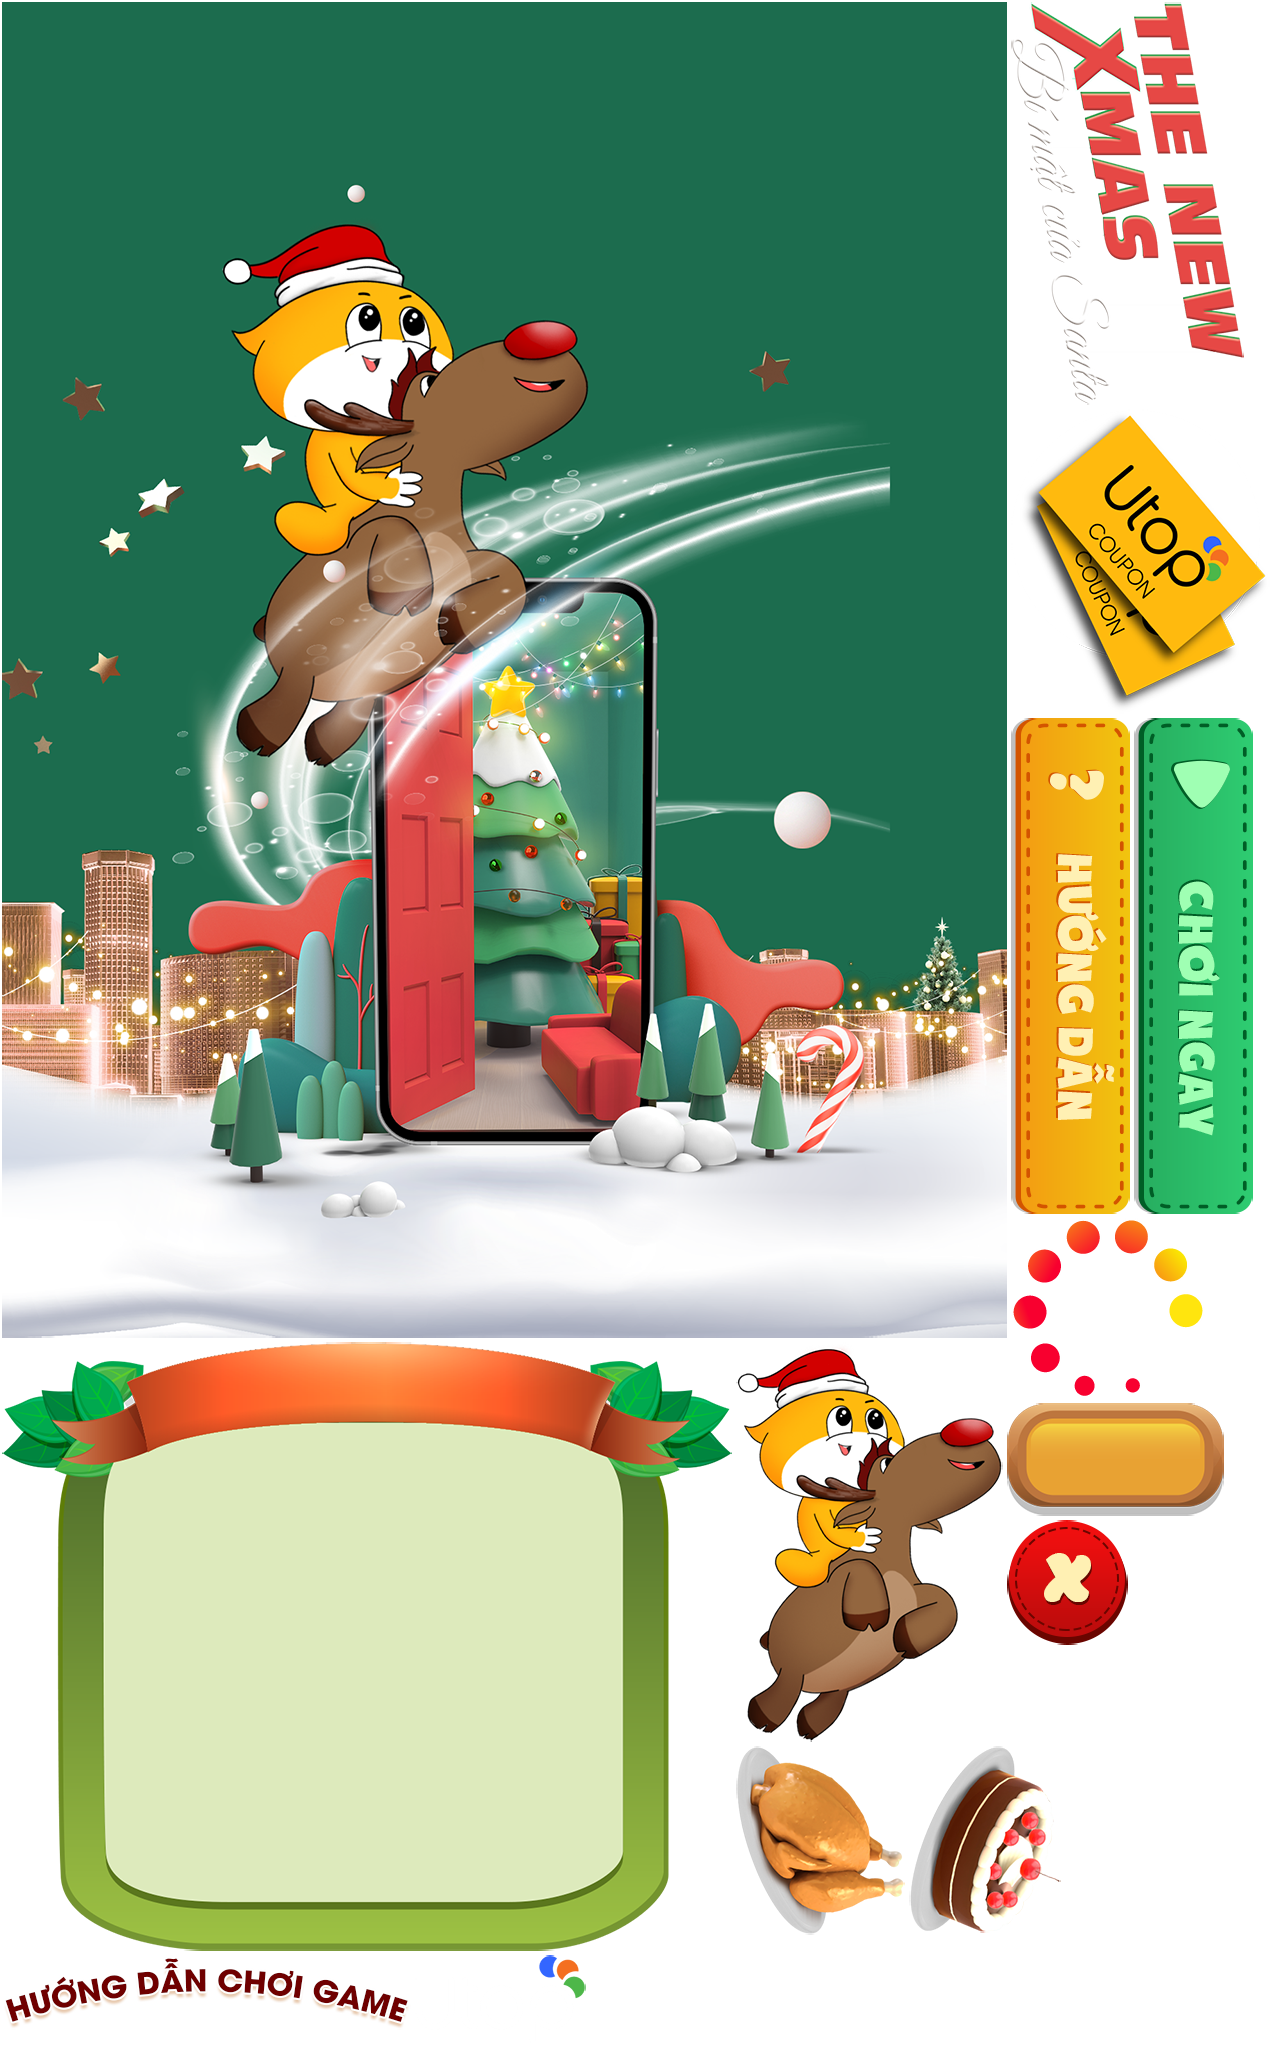 THE NEW
XMAS
Bí mật của Santa
Utop
COUPON
COUPON
HƯỚNG DẪN
CHƠI NGAY
HƯỚNG DẪN CHƠI GAME